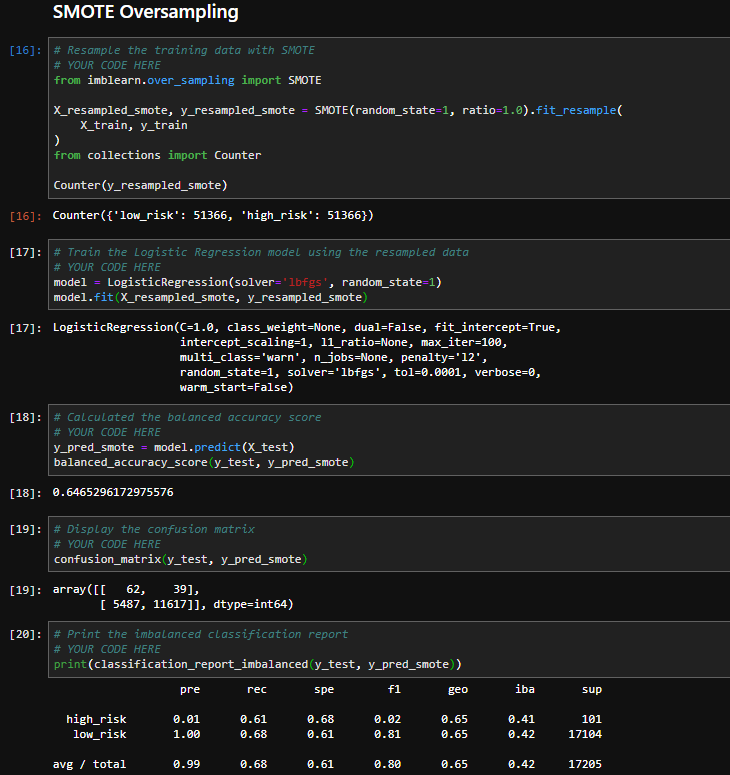 SMOTE Oversampling
[16]: # Resample the training data with SMOTE
# YOUR CODE HERE
from imblearn.over_sampling import SMOTE
X_resampled_smote, y_resampled_smote = SMOTE(random_state=1, ratio=1.0).fit_resample(
    X_train, y_train
)
from collections import Counter
Counter(y_resampled_smote)
[16]: Counter({'low_risk': 51366, 'high_risk': 51366})
[17]: # Train the Logistic Regression model using the resampled data
# YOUR CODE HERE
model = LogisticRegression(solver='lbfgs', random_state=1)
model.fit(X_resampled_smote, y_resampled_smote)
[17]: LogisticRegression(C=1.0, class_weight=None, dual=False, fit_intercept=True,
                   intercept_scaling=1, l1_ratio=None, max_iter=100,
                   multi_class='warn', n_jobs=None, penalty='l2',
                   random_state=1, solver='lbfgs', tol=0.0001, verbose=0,
                   warm_start=False)
[18]: # Calculated the balanced accuracy score
# YOUR CODE HERE
y_pred_smote = model.predict(X_test)
balanced_accuracy_score(y_test, y_pred_smote)
[18]: 0.6465296172975576
[19]: # Display the confusion matrix
# YOUR CODE HERE
confusion_matrix(y_test, y_pred_smote)
[19]: array([[   62,    39],
       [ 5487, 11617]], dtype=int64)
[20]: # Print the imbalanced classification report
# YOUR CODE HERE
print(classification_report_imbalanced(y_test, y_pred_smote))
                   pre       rec       spe        f1       geo       iba       sup
  high_risk       0.01      0.61      0.68      0.02      0.65      0.41       101
   low_risk       1.00      0.68      0.61      0.81      0.65      0.42     17104
avg / total       0.99      0.68      0.61      0.80      0.65      0.42     17205